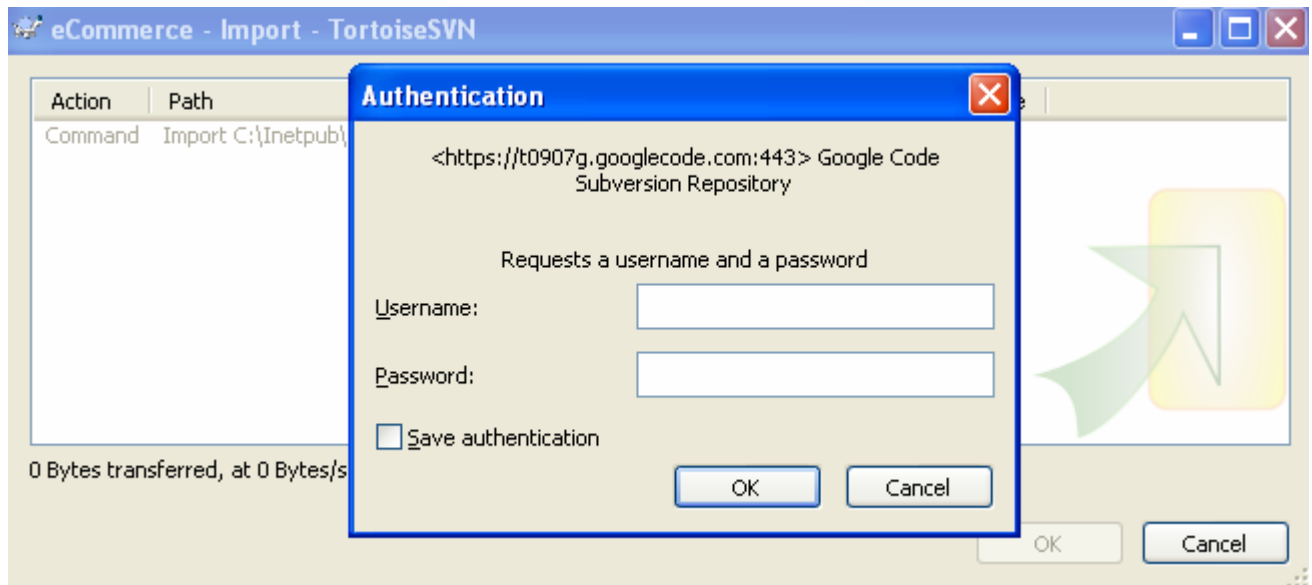 eCommerce - Import - TortoiseSVN
Action Path
Command Import C:\Inetpub\
Authentication
<https://t0907g.googlecode.com:443> Google Code
Subversion Repository
Requests a username and a password
Username:
Password:
Save authentication
OK Cancel
0 Bytes transferred, at 0 Bytes/s
OK Cancel